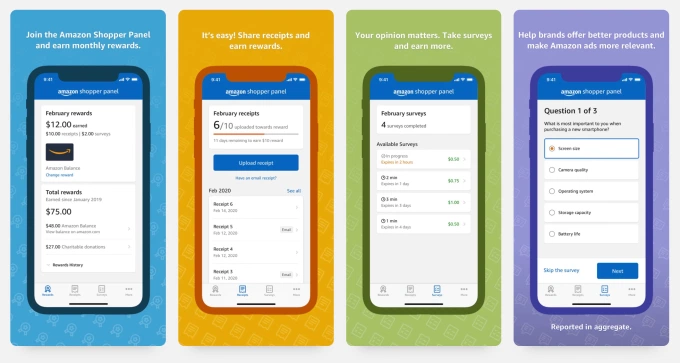 Join the Amazon Shopper Panel
and earn monthly rewards.
9:41
amazon shopper panel
February rewards
$12.00 earned
$10.00 receipts | $2.00 surveys
Amazon Balance
Change reward
Total rewards
Earned since January 2019
$75.00
$48.00 Amazon Balance
View balance on amazon.com
$27.00 Charitable donations
Rewards History
Rewards
Receipts
Surveys
More
It's easy! Share receipts and
earn rewards.
9:41
amazon shopper panel
February receipts
6/10 uploaded towards reward
11 days remaining to earn $10 reward
Upload receipt
Have an email receipt?
Feb 2020
See all
Receipt 6
Feb 13, 2020
Receipt 5
Feb 12, 2020
Email
Receipt 4
Feb 12, 2020
Receipt 3
Feb 11, 2020
Email
Rewards
Receipts
Surveys
More
Your opinion matters. Take surveys
and earn more.
9:41
amazon shopper panel
February surveys
4 surveys completed
Available Surveys
In progress
Expires in 2 hours
$0.50
2 min
Expires in 1 day
$0.75
3 min
Expires in 3 days
$1.00
1 min
Expires in 4 days
$0.50
Rewards
Receipts
Surveys
More
Help brands offer better products and
make Amazon ads more relevant.
9:41
amazon shopper panel
Question 1 of 3
What is most important to you when
purchasing a new smartphone?
Screen size
Camera quality
Operating system
Storage capacity
Battery life
Skip the survey
Next
Rewards
Receipts
Surveys
More
Reported in aggregate.